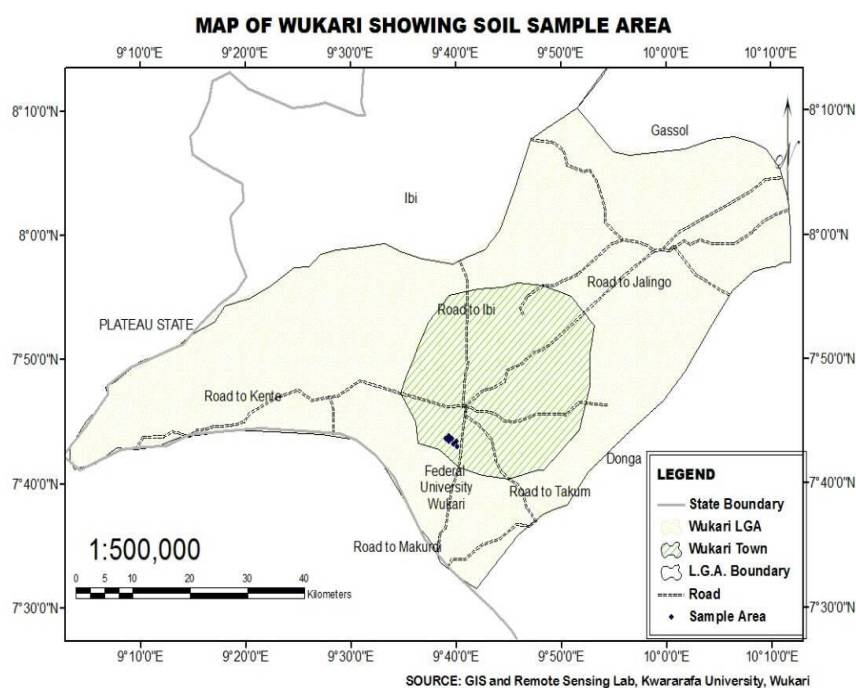 MAP OF WUKARI SHOWING SOIL SAMPLE AREA
9°10'0"E 9°20'0"E 9°30'0"E 9°40'0"E 9°50'0"E 10°0'0"E 10°10'0"E
8°10'0"N 8°10'0"N
Gassol
Ibi
8°0'0"N 8°0'0"N
Road to Jalingo
Road to Ibi
PLATEAU STATE
7°50'0"N 7°50'0"N
Road to Kente
Donga
Federal
University
Wukari
7°40'0"N 7°40'0"N
Road to Takum
Road to Makurdi
1:500,000
0 5 10 20 30 40
Kilometers
7°30'0"N 7°30'0"N
LEGEND
State Boundary
Wukari LGA
Wukari Town
L.G.A. Boundary
Road
Sample Area
9°10'0"E 9°20'0"E 9°30'0"E 9°40'0"E 9°50'0"E 10°0'0"E 10°10'0"E
SOURCE: GIS and Remote Sensing Lab, Kwararafa University, Wukari